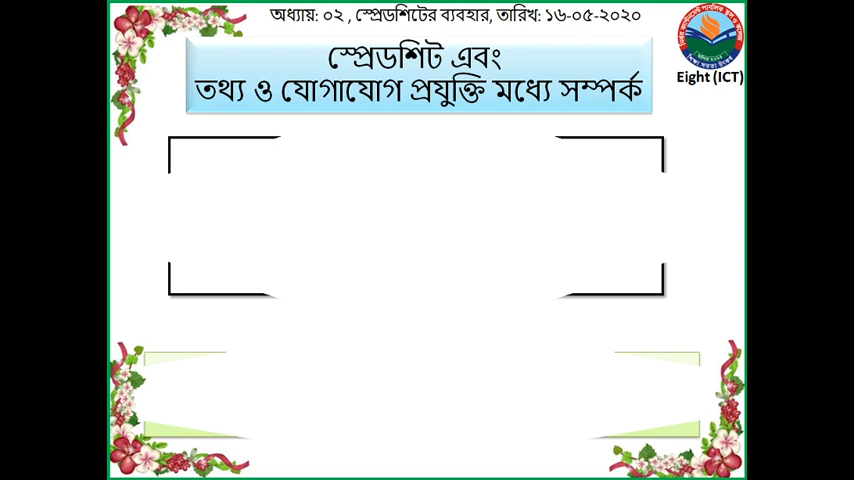 অধ্যায়: ০২ , স্প্রেডশিটের ব্যবহার, তারিখ: ১৬-০৫-২০২০
স্প্রেডশিট এবং
তথ্য ও যোগাযোগ প্রযুক্তি মধ্যে সম্পর্ক
Eight (ICT)